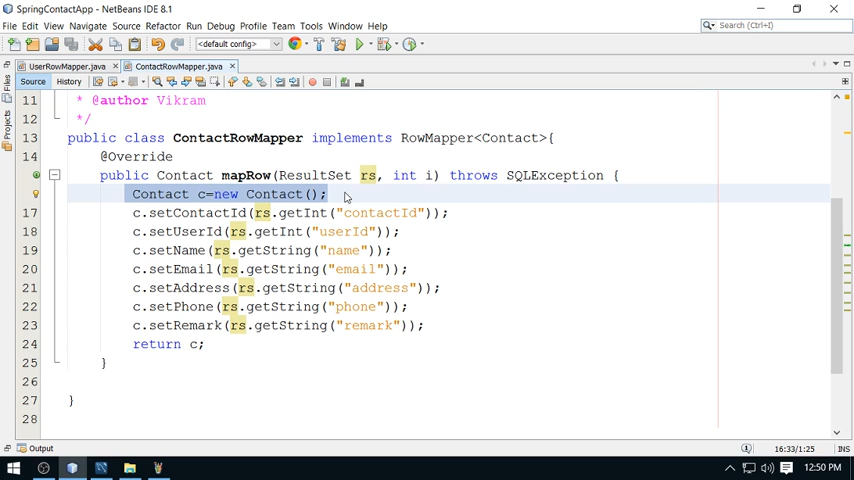 SpringContactApp - NetBeans IDE 8.1
File Edit View Navigate Source Refactor Run Debug Profile Team Tools Window Help
Search (Ctrl+I)
<default config>
UserRowMapper.java ContactRowMapper.java
Source History
Files
Projects
11 * @author Vikram
12 */
13 public class ContactRowMapper implements RowMapper<Contact>{
14 @Override
public Contact mapRow(ResultSet rs, int i) throws SQLException {
Contact c=new Contact();
17 c.setContactId(rs.getInt("contactId"));
18 c.setUserId(rs.getInt("userId"));
19 c.setName(rs.getString("name"));
20 c.setEmail(rs.getString("email"));
21 c.setAddress(rs.getString("address"));
22 c.setPhone(rs.getString("phone"));
23 c.setRemark(rs.getString("remark"));
24 return c;
25 }
26
27 }
28
Output
16:33/1:25 INS
12:50 PM